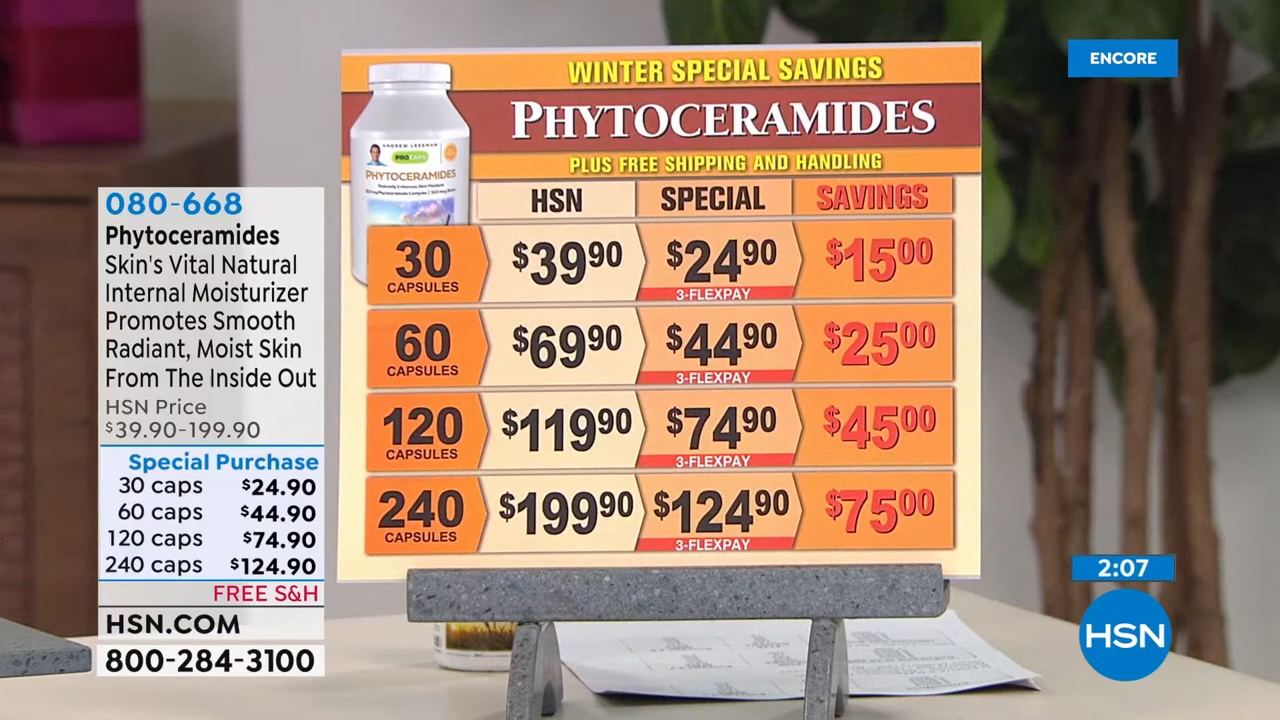 ENCORE
WINTER SPECIAL SAVINGS
PHYTOCERAMIDES
PLUS FREE SHIPPING AND HANDLING
HSN SPECIAL SAVINGS
30 CAPSULES $39.90 $24.90 3-FLEXPAY $15.00
60 CAPSULES $69.90 $44.90 3-FLEXPAY $25.00
120 CAPSULES $119.90 $74.90 3-FLEXPAY $45.00
240 CAPSULES $199.90 $124.90 3-FLEXPAY $75.00
ANDREW LESSMAN
PROCAPS
PHYTOCERAMIDES
Naturally Enhances Skin Moisture
080-668
Phytoceramides
Skin's Vital Natural
Internal Moisturizer
Promotes Smooth
Radiant, Moist Skin
From The Inside Out
HSN Price
$39.90-199.90
Special Purchase
30 caps $24.90
60 caps $44.90
120 caps $74.90
240 caps $124.90
FREE S&H
HSN.COM
800-284-3100
2:07
HSN